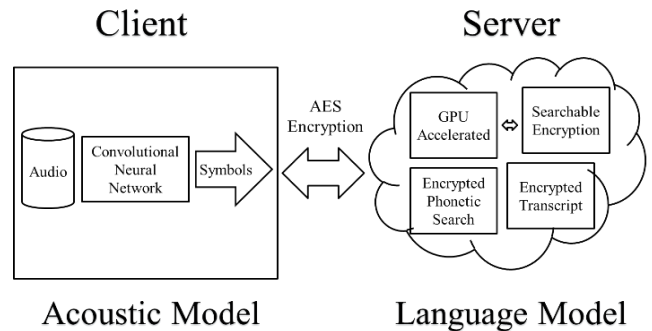 Client
Server
AES
Encryption
Audio
Convolutional
Neural
Network
Symbols
GPU
Accelerated
Searchable
Encryption
Encrypted
Phonetic
Search
Encrypted
Transcript
Acoustic Model
Language Model